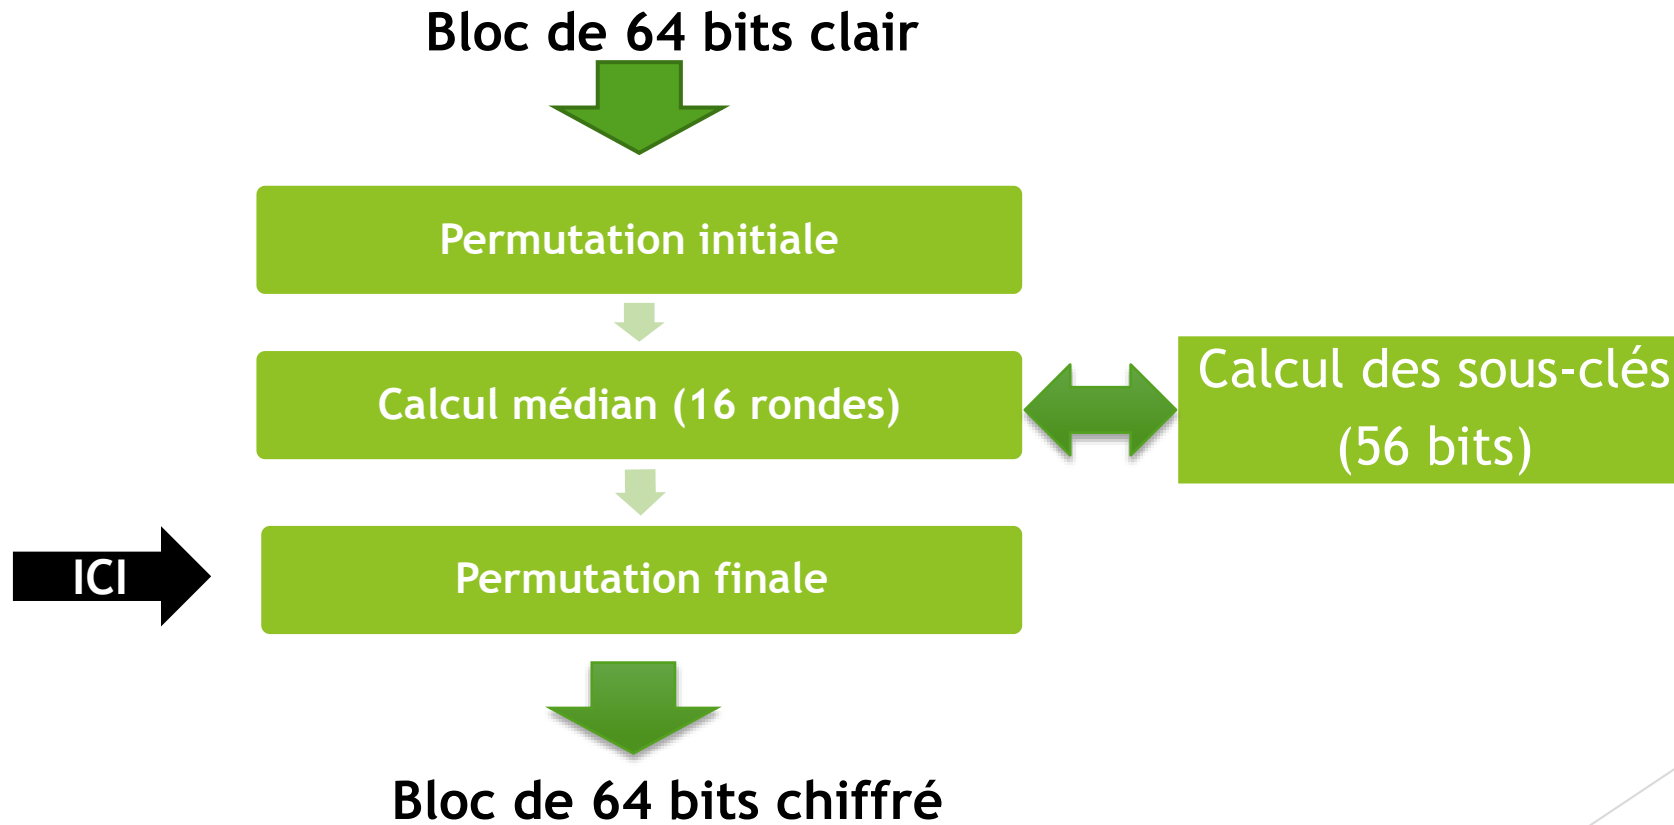 Bloc de 64 bits clair
Permutation initiale
Calcul médian (16 rondes)
Calcul des sous-clés
(56 bits)
ICI
Permutation finale
Bloc de 64 bits chiffré